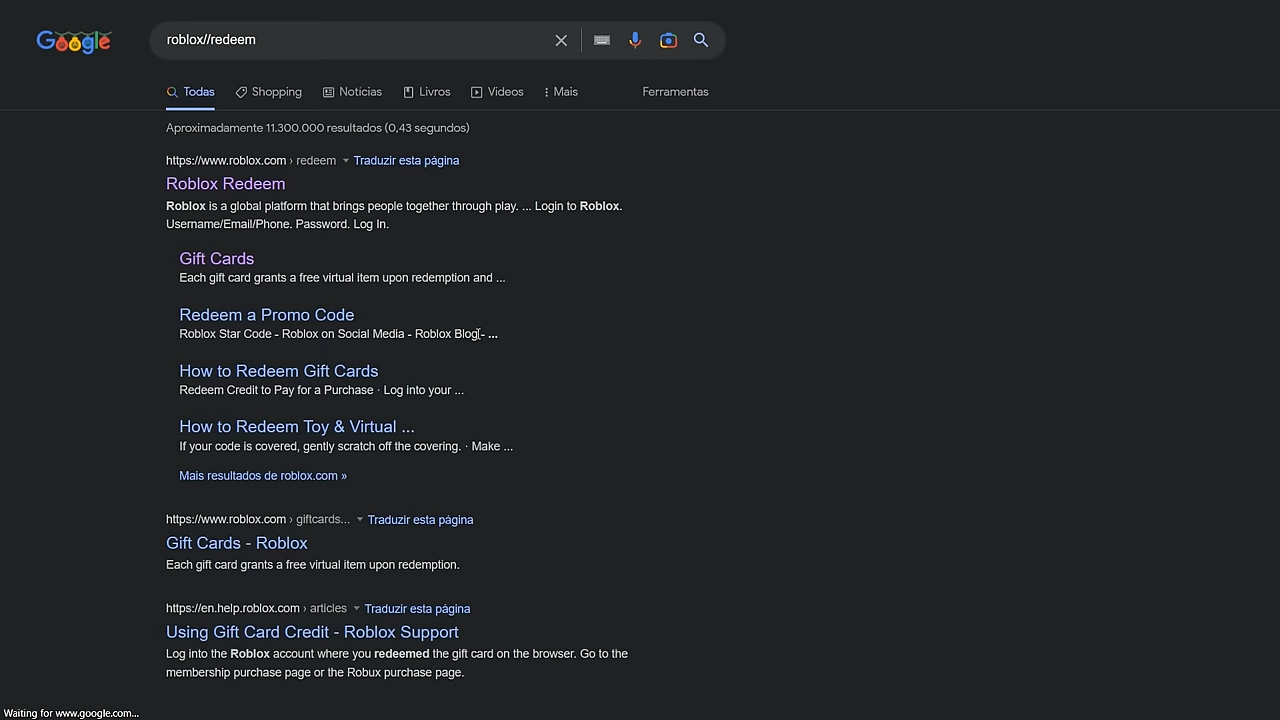 Google
roblox//redeem
Todas
Shopping
Notícias
Livros
Vídeos
Mais
Ferramentas
Aproximadamente 11.300.000 resultados (0,43 segundos)
https://www.roblox.com › redeem Traduzir esta página
Roblox Redeem
Roblox is a global platform that brings people together through play. ... Login to Roblox.
Username/Email/Phone. Password. Log In.
Gift Cards
Each gift card grants a free virtual item upon redemption and ...
Redeem a Promo Code
Roblox Star Code - Roblox on Social Media - Roblox Blog - ...
How to Redeem Gift Cards
Redeem Credit to Pay for a Purchase · Log into your ...
How to Redeem Toy & Virtual ...
If your code is covered, gently scratch off the covering. · Make ...
Mais resultados de roblox.com »
https://www.roblox.com › giftcards... Traduzir esta página
Gift Cards - Roblox
Each gift card grants a free virtual item upon redemption.
https://en.help.roblox.com › articles Traduzir esta página
Using Gift Card Credit - Roblox Support
Log into the Roblox account where you redeemed the gift card on the browser. Go to the
membership purchase page or the Robux purchase page.
Waiting for www.google.com...